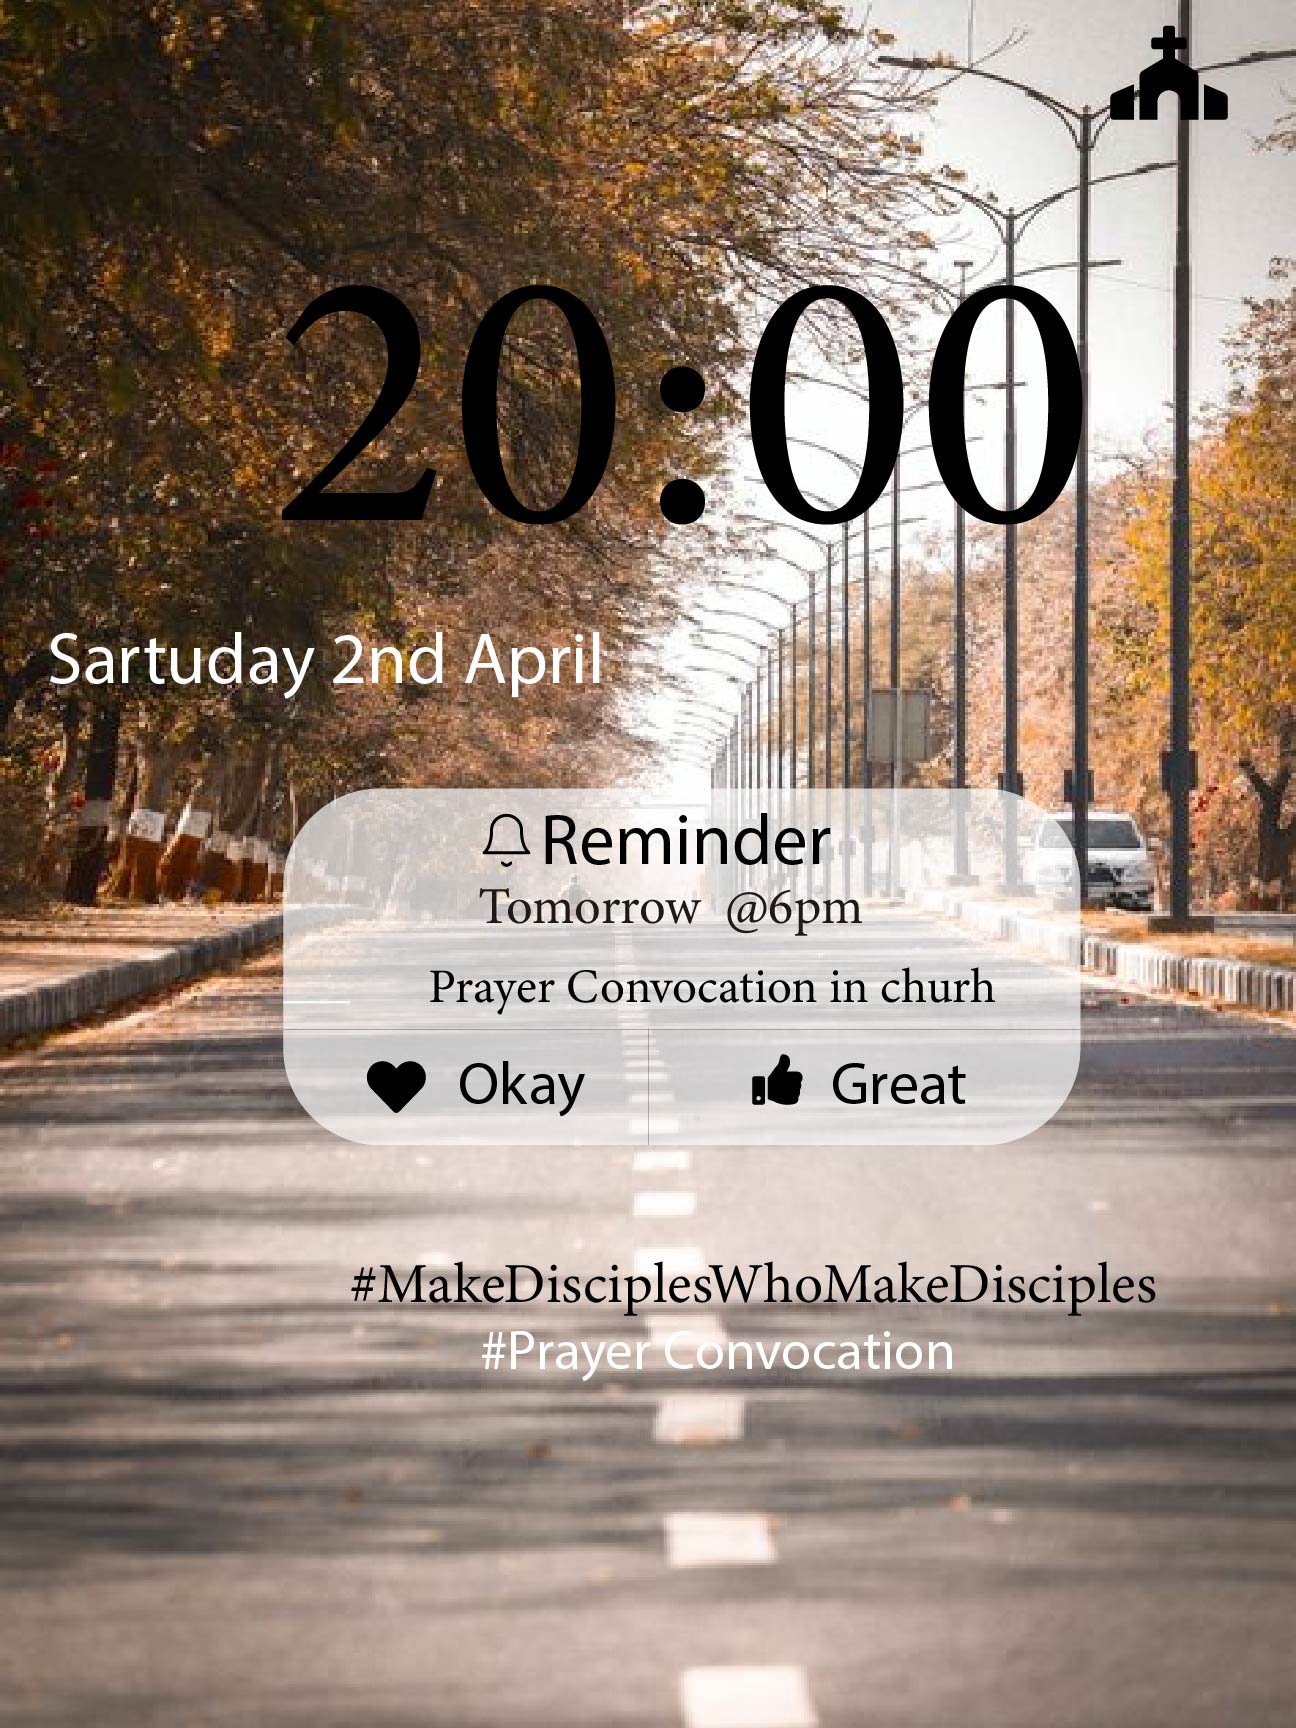 20:00
Sartuday 2nd April
Reminder
Tomorrow @6pm
Prayer Convocation in churh
Okay
Great
#MakeDisciplesWhoMakeDisciples
#Prayer Convocation